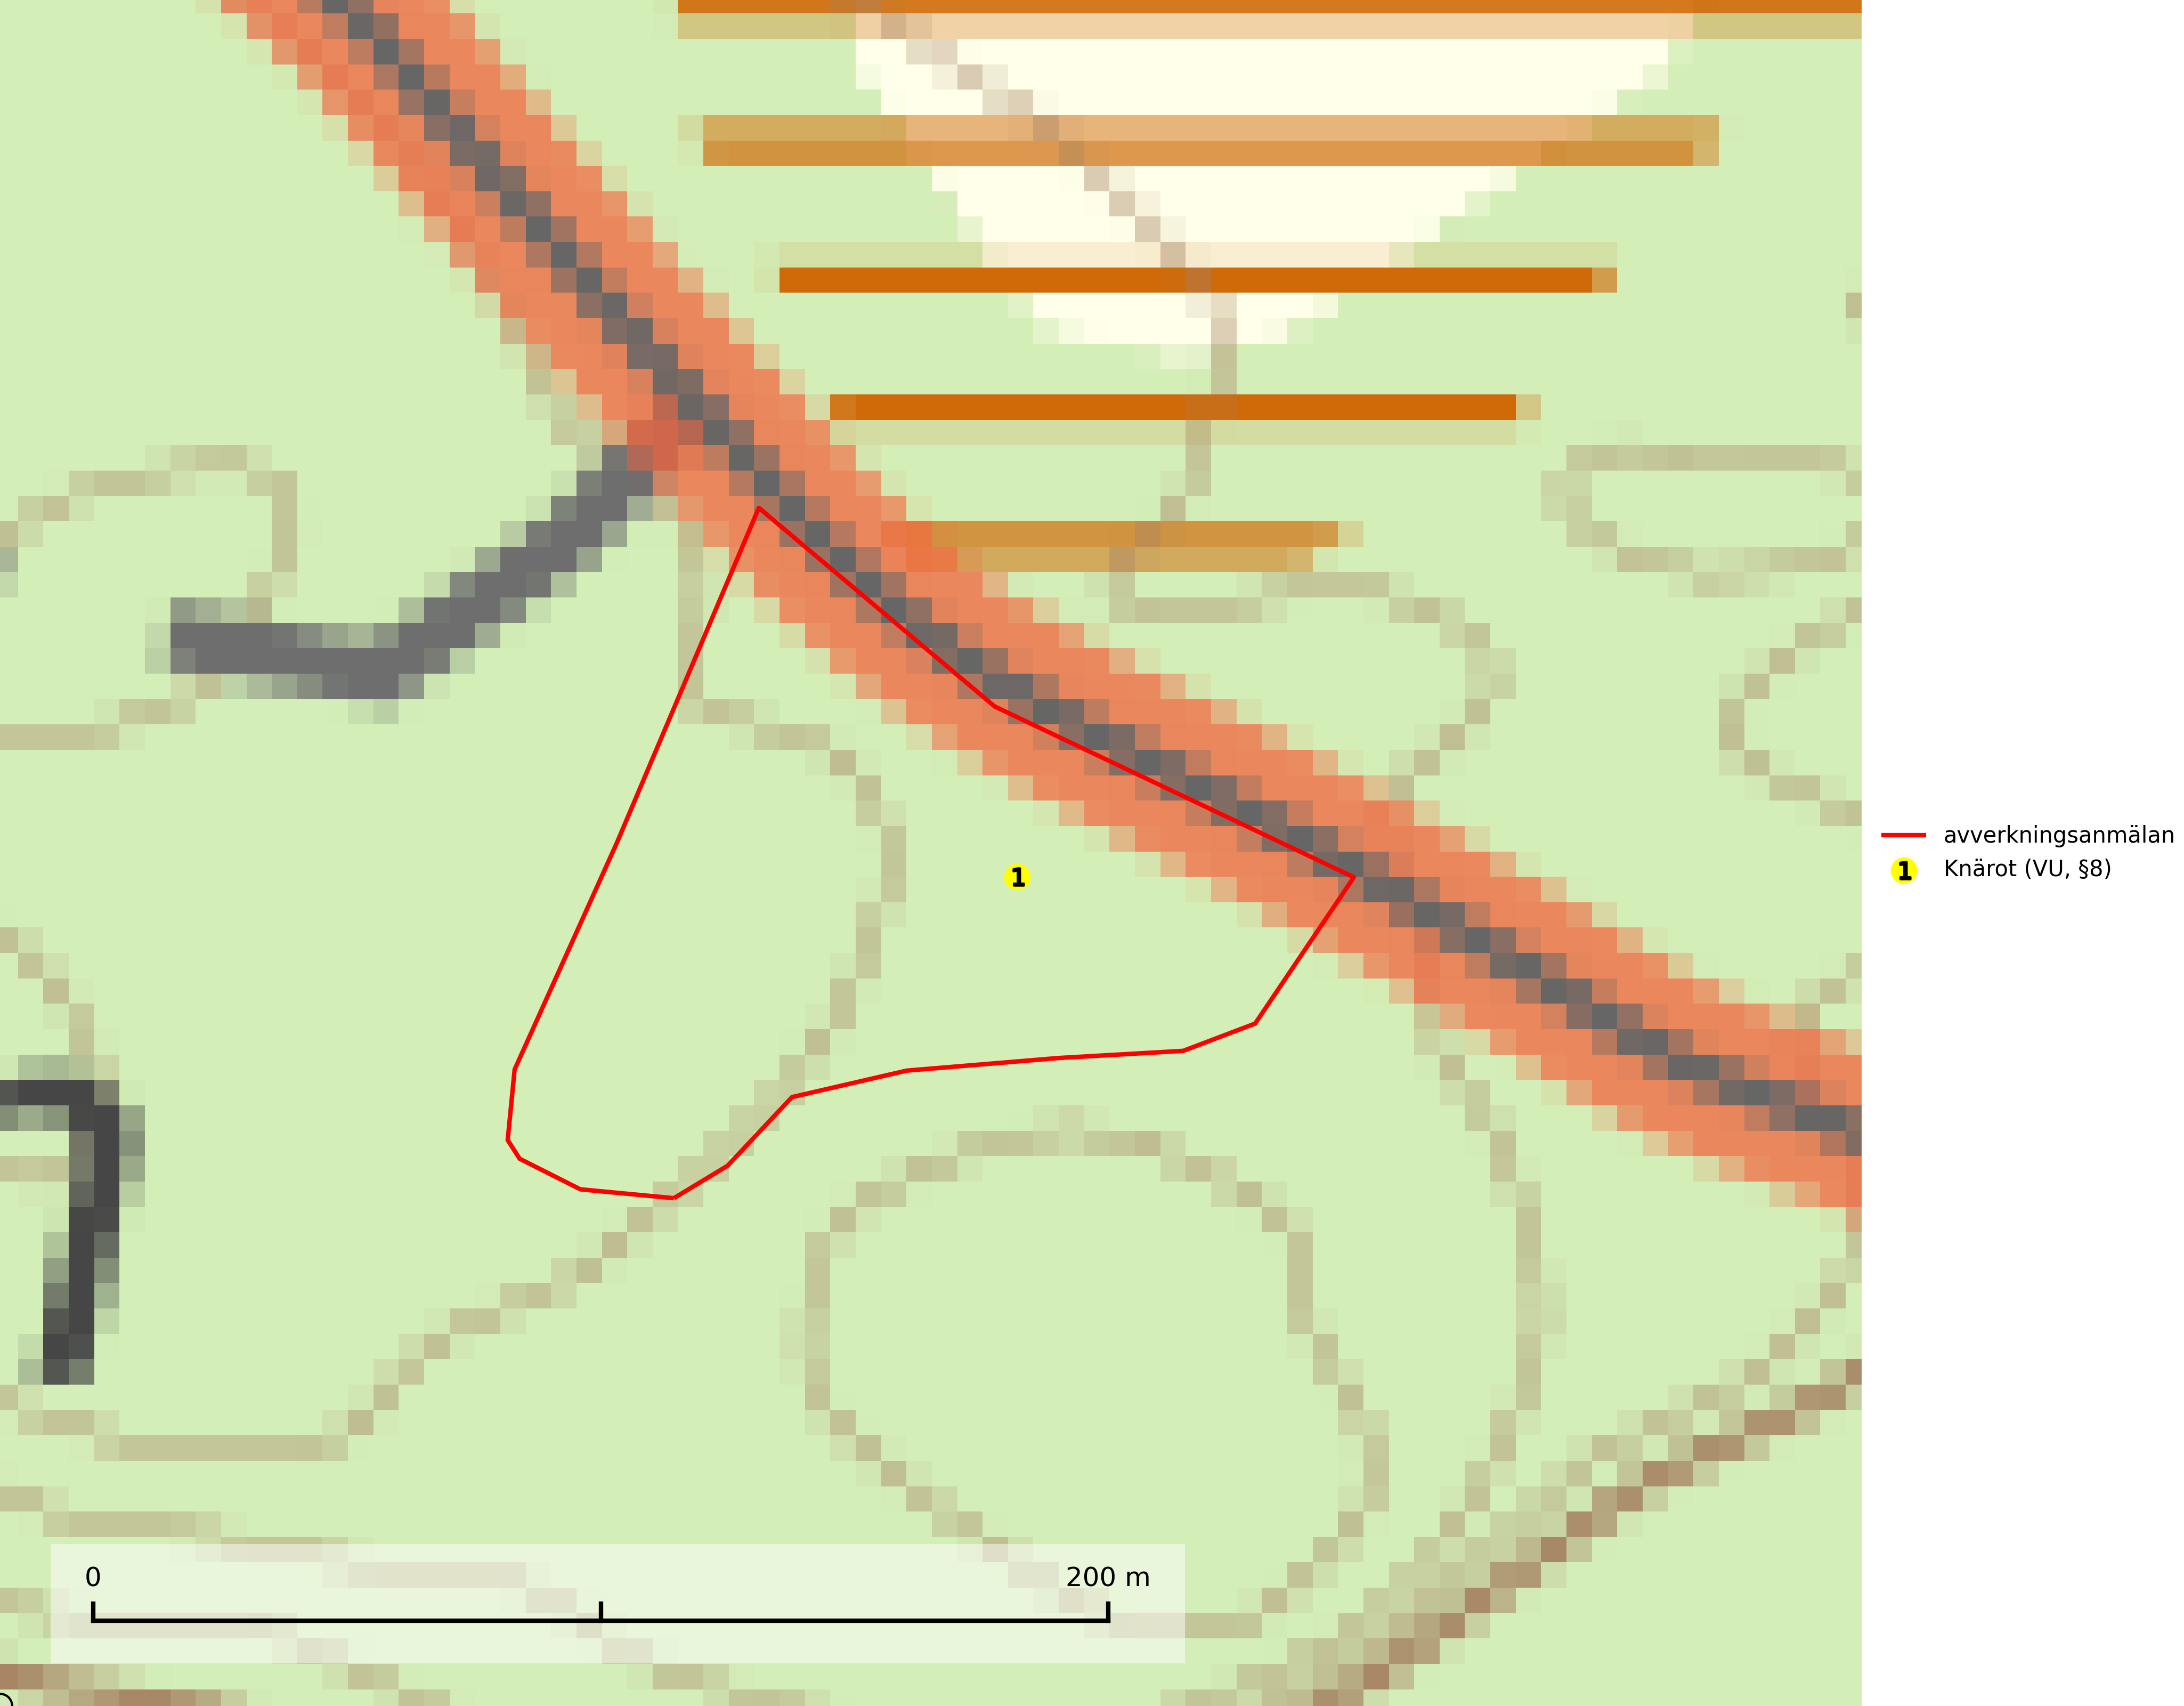 1
avverkningsanmälan
1 Knärot (VU, §8)
0 200 m